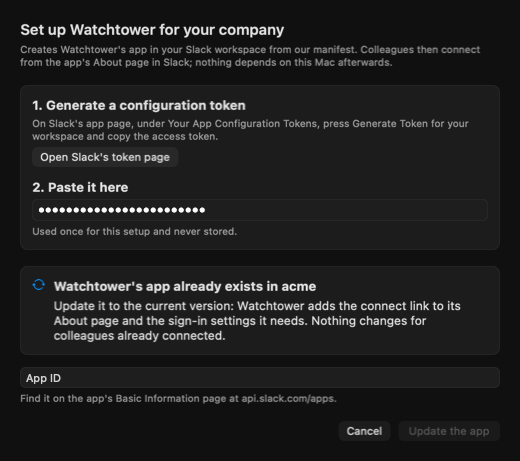 Set up Watchtower for your company
Creates Watchtower's app in your Slack workspace from our manifest. Colleagues then connect
from the app's About page in Slack; nothing depends on this Mac afterwards.
1. Generate a configuration token
On Slack's app page, under Your App Configuration Tokens, press Generate Token for your
workspace and copy the access token.
Open Slack's token page
2. Paste it here
••••••••••••••••••••••••
Used once for this setup and never stored.
Watchtower's app already exists in acme
Update it to the current version: Watchtower adds the connect link to its
About page and the sign-in settings it needs. Nothing changes for
colleagues already connected.
App ID
Find it on the app's Basic Information page at api.slack.com/apps.
Cancel
Update the app